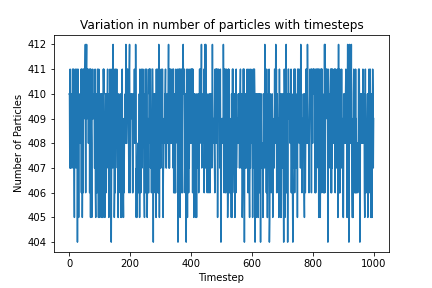 Variation in number of particles with timesteps
412
411
410
409
408
407
406
405
404
Number of Particles
0 200 400 600 800 1000
Timestep